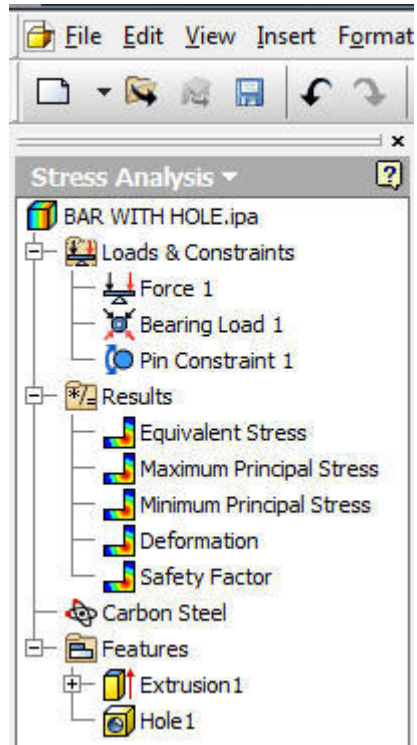 File Edit View Insert Format
Stress Analysis
BAR WITH HOLE.ipa
Loads & Constraints
Force 1
Bearing Load 1
Pin Constraint 1
Results
Equivalent Stress
Maximum Principal Stress
Minimum Principal Stress
Deformation
Safety Factor
Carbon Steel
Features
Extrusion1
Hole1